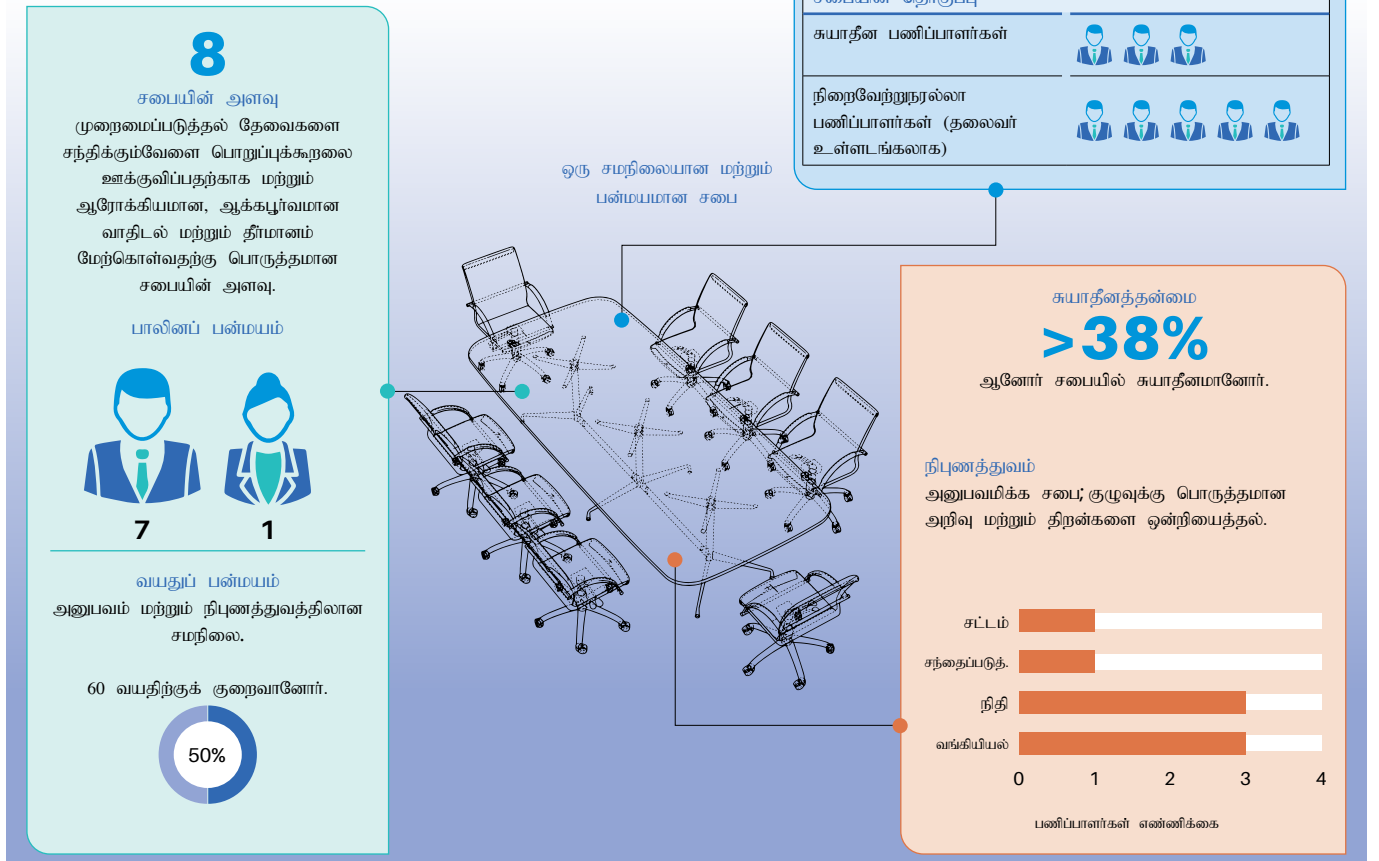 8
சபையின் அளவு
முறைமைப்படுத்தல் தேவைகளை
சந்திக்கும்வேளை பொறுப்புக்கூறலை
ஊக்குவிப்பதற்காக மற்றும்
ஆரோக்கியமான, ஆக்கபூர்வமான
வாதிடல் மற்றும் தீர்மானம்
மேற்கொள்வதற்கு பொருத்தமான
சபையின் அளவு.
பாலினப் பன்மயம்
7 1
வயதுப் பன்மயம்
அனுபவம் மற்றும் நிபுணத்துவத்திலான
சமநிலை.
60 வயதிற்குக் குறைவானோர்.
50%
ஒரு சமநிலையான மற்றும்
பன்மயமான சபை
சபையின் தொகுப்பு
சுயாதீன பணிப்பாளர்கள்
நிறைவேற்றுநரல்லா
பணிப்பாளர்கள் (தலைவர்
உள்ளடங்கலாக)
சுயாதீனத்தன்மை
>38%
ஆனோர் சபையில் சுயாதீனமானோர்.
நிபுணத்துவம்
அனுபவமிக்க சபை; குழுவுக்கு பொருத்தமான
அறிவு மற்றும் திறன்களை ஒன்றியைத்தல்.
சட்டம்
சந்தைப்படுத்.
நிதி
வங்கியியல்
0 1 2 3 4
பணிப்பாளர்கள் எண்ணிக்கை